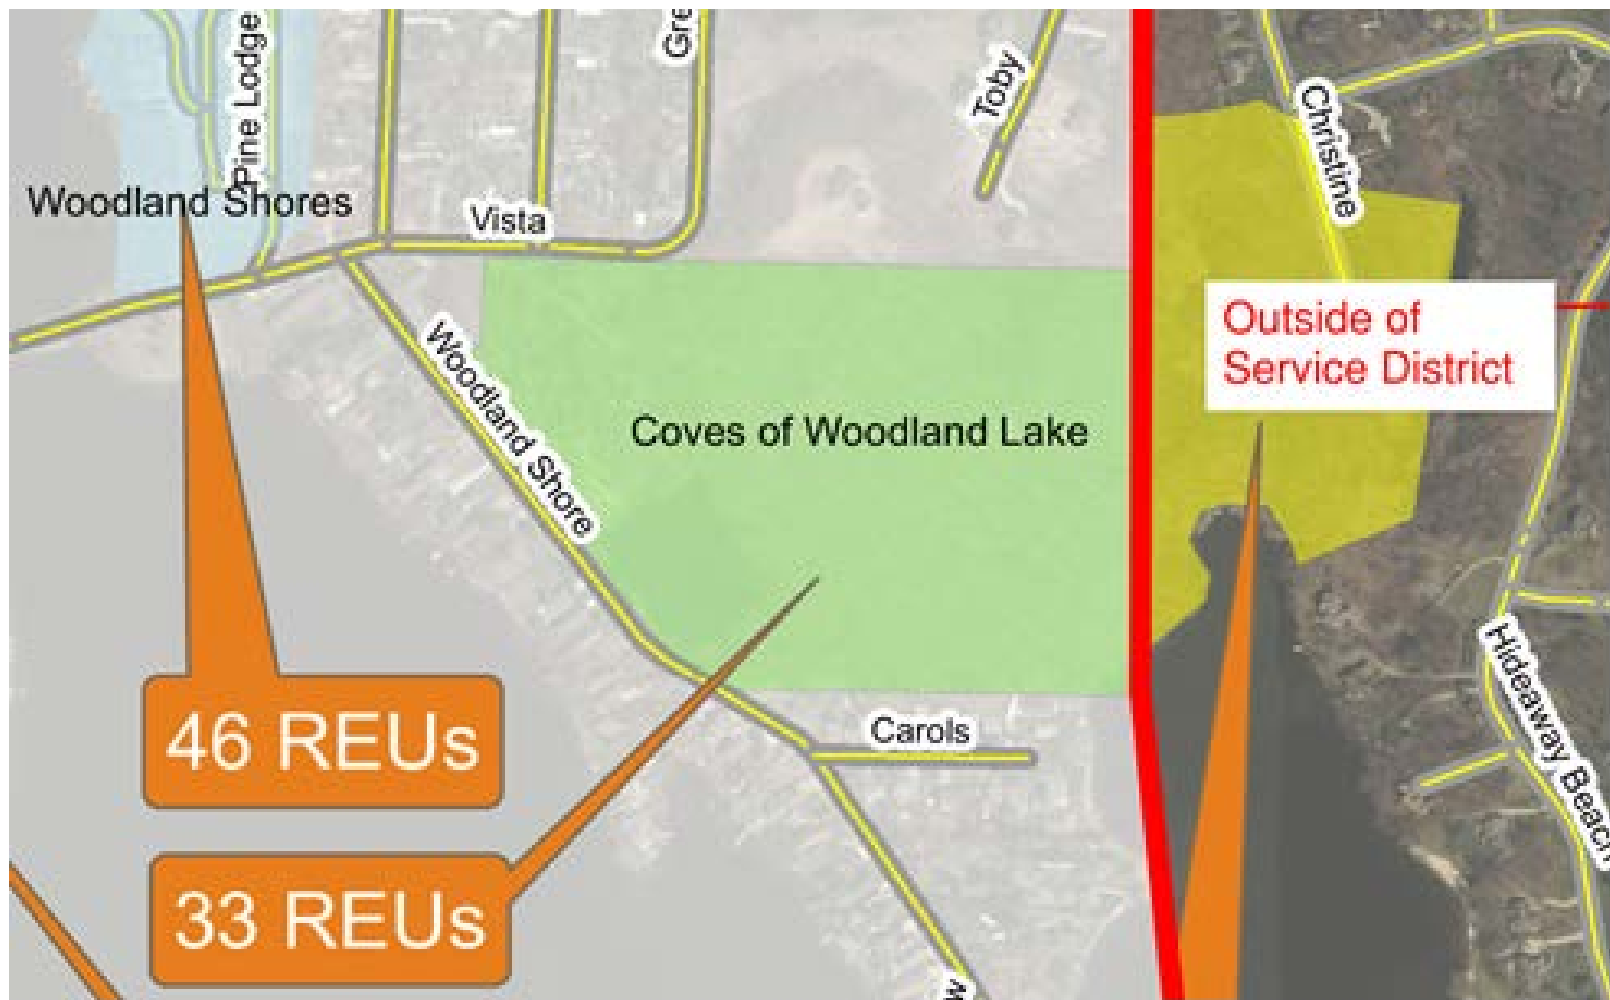 Pine Lodge
Gre
Toby
Christine
Woodland Shores
Vista
Outside of
Service District
Woodland Shore
Coves of Woodland Lake
Hideaway Beach
46 REUs
Carols
33 REUs
w